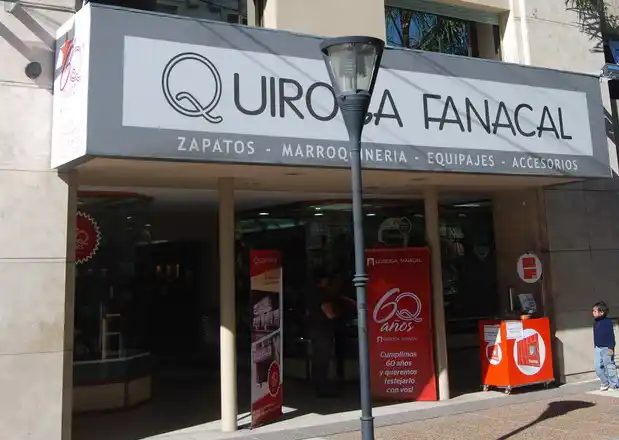 QUIROGA FANACAL
ZAPATOS - MARROQUINERIA - EQUIPAJES - ACCESORIOS
60 años
Cumplimos
60 años
y queremos
festejarlo
con vos!